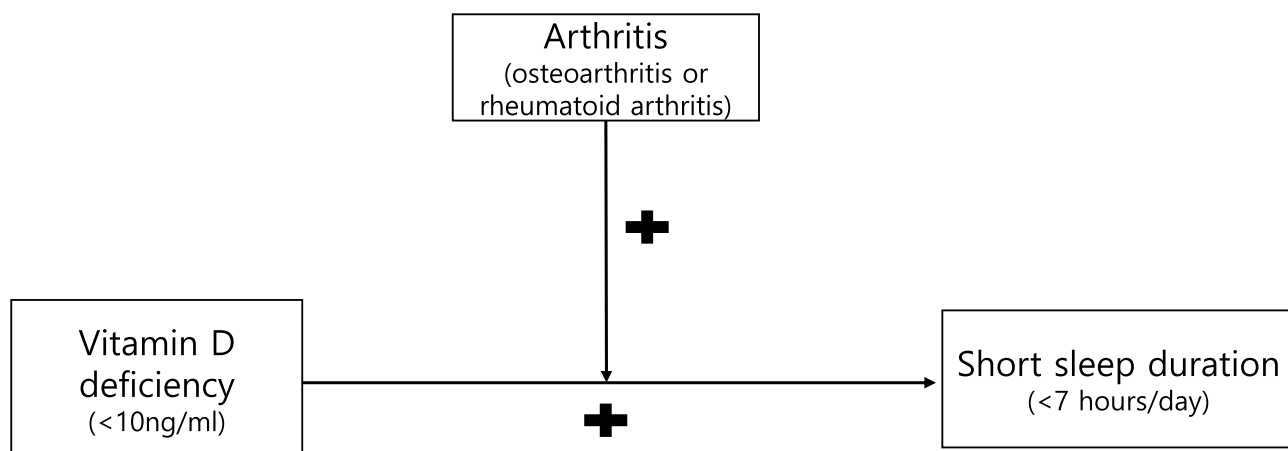 Arthritis
(osteoarthritis or
rheumatoid arthritis)
Vitamin D
deficiency
(<10ng/ml)
Short sleep duration
(<7 hours/day)